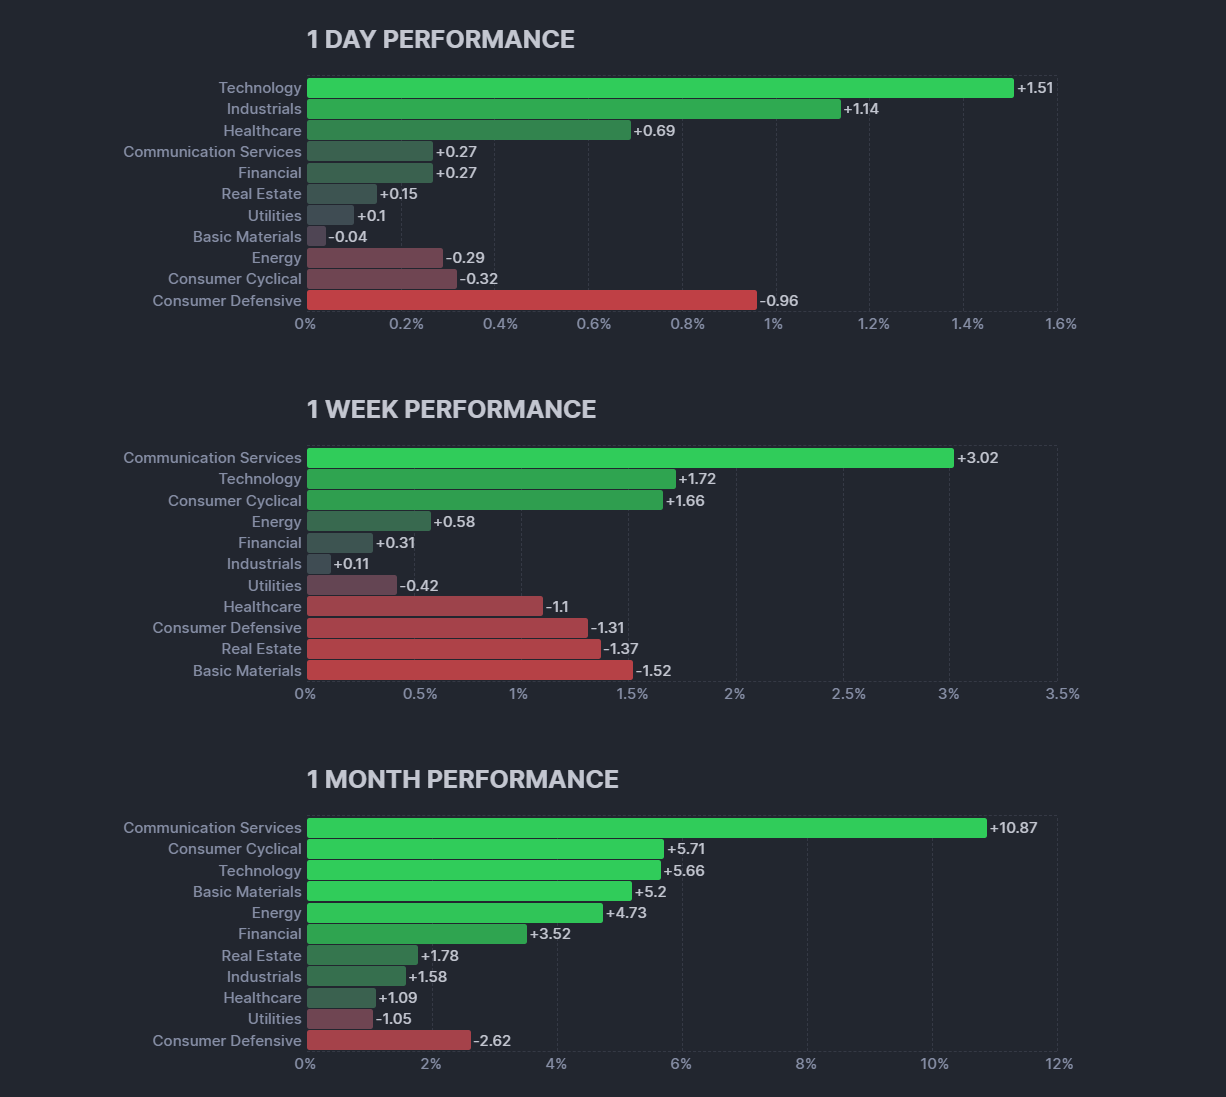 1 DAY PERFORMANCE
Technology +1.51
Industrials +1.14
Healthcare +0.69
Communication Services +0.27
Financial +0.27
Real Estate +0.15
Utilities +0.1
Basic Materials -0.04
Energy -0.29
Consumer Cyclical -0.32
Consumer Defensive -0.96
0% 0.2% 0.4% 0.6% 0.8% 1% 1.2% 1.4% 1.6%
1 WEEK PERFORMANCE
Communication Services +3.02
Technology +1.72
Consumer Cyclical +1.66
Energy +0.58
Financial +0.31
Industrials +0.11
Utilities -0.42
Healthcare -1.1
Consumer Defensive -1.31
Real Estate -1.37
Basic Materials -1.52
0% 0.5% 1% 1.5% 2% 2.5% 3% 3.5%
1 MONTH PERFORMANCE
Communication Services +10.87
Consumer Cyclical +5.71
Technology +5.66
Basic Materials +5.2
Energy +4.73
Financial +3.52
Real Estate +1.78
Industrials +1.58
Healthcare +1.09
Utilities -1.05
Consumer Defensive -2.62
0% 2% 4% 6% 8% 10% 12%